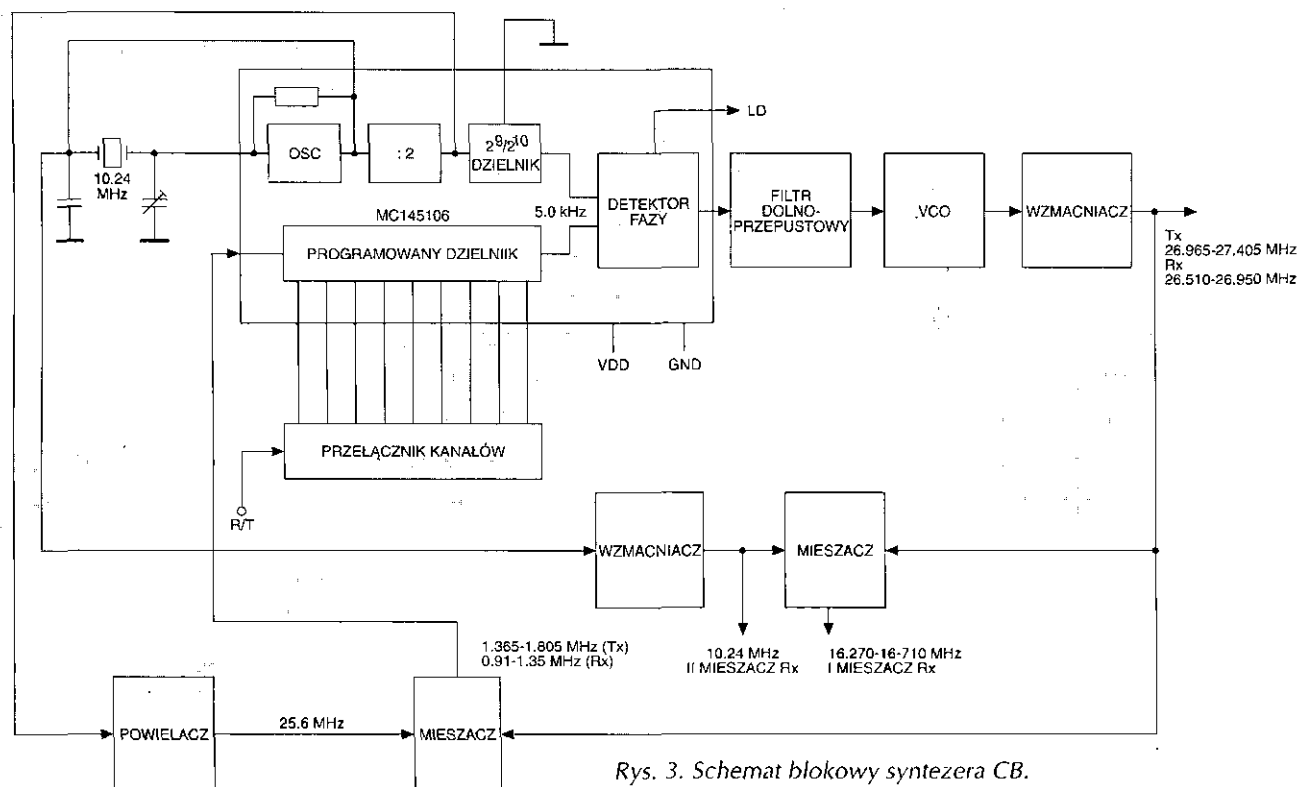 10.24
MHz
OSC
: 2
2⁹/2¹⁰
DZIELNIK
LD
MC145106
5.0 kHz
PROGRAMOWANY DZIELNIK
DETEKTOR
FAZY
FILTR
DOLNO-
PRZEPUSTOWY
VCO
WZMACNIACZ
Tx
26.965-27.405 MHz
Rx
26.510-26.950 MHz
VDD
GND
PRZEŁĄCZNIK KANAŁÓW
R/T
WZMACNIACZ
MIESZACZ
1.365-1.805 MHz (Tx)
0.91-1.35 MHz (Rx)
10.24 MHz
II MIESZACZ Rx
16.270-16-710 MHz
I MIESZACZ Rx
POWIELACZ
25.6 MHz
MIESZACZ
Rys. 3. Schemat blokowy syntezera CB.